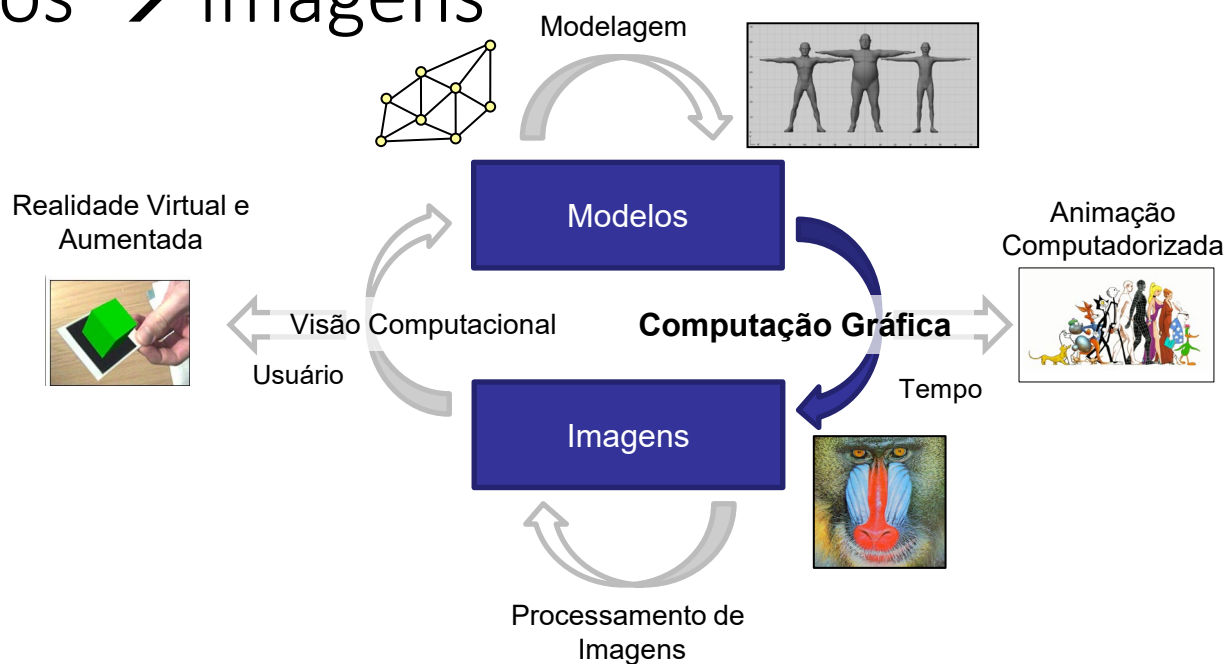 os → Imagens
Modelagem
Realidade Virtual e
Aumentada
Modelos
Animação
Computadorizada
Visão Computacional
Computação Gráfica
Usuário
Tempo
Imagens
Processamento de
Imagens